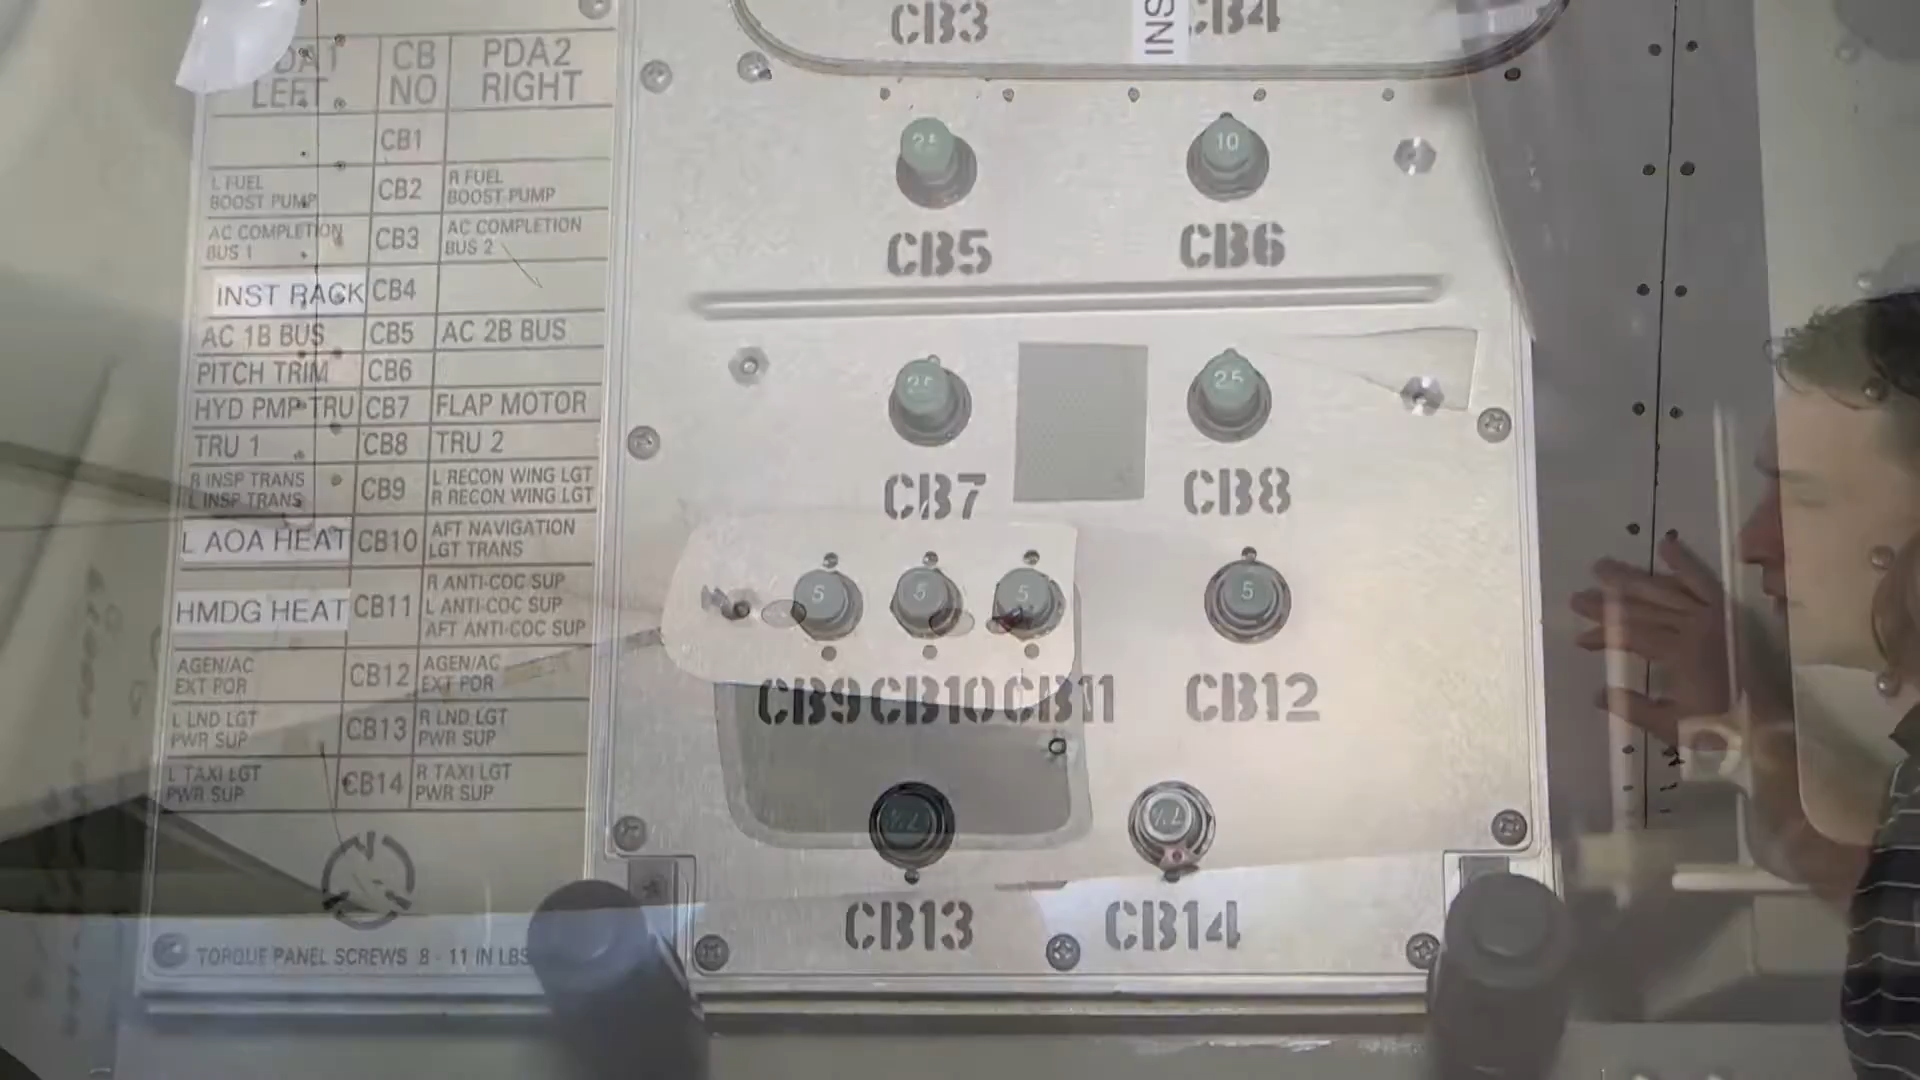 PDA1
LEFT
CB
NO
PDA2
RIGHT
CB1
L FUEL
BOOST PUMP
CB2
R FUEL
BOOST PUMP
AC COMPLETION
BUS 1
CB3
AC COMPLETION
BUS 2
INST RACK
CB4
AC 1B BUS
CB5
AC 2B BUS
PITCH TRIM
CB6
HYD PMP TRU
CB7
FLAP MOTOR
TRU 1
CB8
TRU 2
R INSP TRANS
L INSP TRANS
CB9
L RECON WING LGT
R RECON WING LGT
L AOA HEAT
CB10
AFT NAVIGATION
LGT TRANS
HMDG HEAT
CB11
R ANTI-COC SUP
L ANTI-COC SUP
AFT ANTI-COC SUP
AGEN/AC
EXT POR
CB12
AGEN/AC
EXT POR
L LND LGT
PWR SUP
CB13
R LND LGT
PWR SUP
L TAXI LGT
PWR SUP
CB14
R TAXI LGT
PWR SUP
TORQUE PANEL SCREWS 8 - 11 IN LBS
CB3
INS
CB4
25
10
CB5
CB6
25
25
CB7
CB8
5
5
5
5
CB9
CB10
CB11
CB12
7½
7½
CB13
CB14